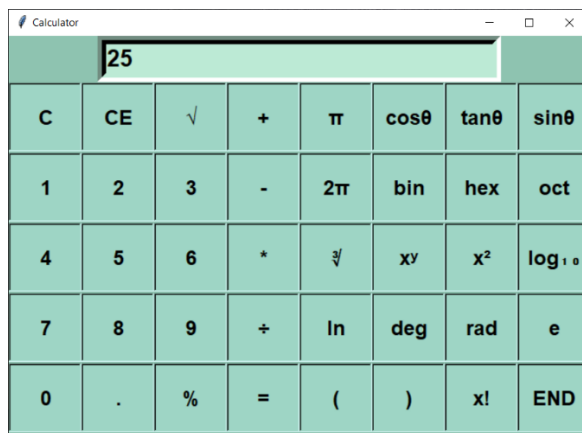 Calculator
25
C CE √ + π cosθ tanθ sinθ
1 2 3 - 2π bin hex oct
4 5 6 * ∛ xʸ x² log₁₀
7 8 9 ÷ ln deg rad e
0 . % = ( ) x! END